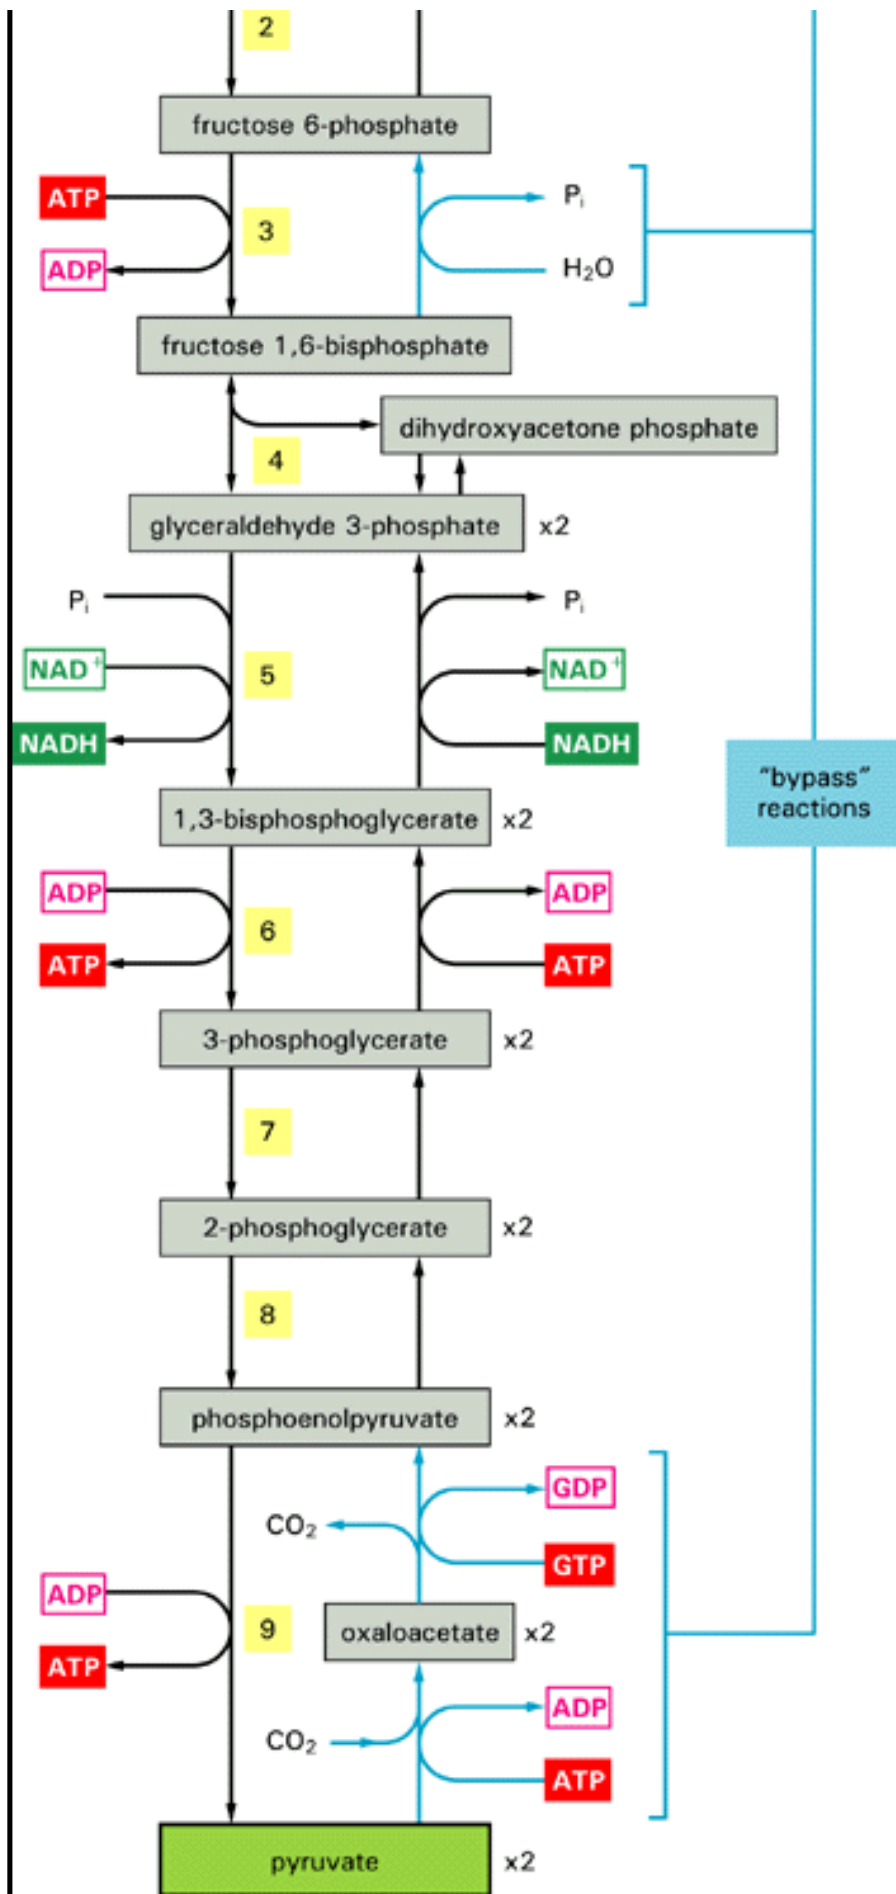 2
fructose 6-phosphate
ATP
Pᵢ
3
ADP
H₂O
fructose 1,6-bisphosphate
dihydroxyacetone phosphate
4
glyceraldehyde 3-phosphate x2
Pᵢ
Pᵢ
NAD⁺
5
NAD⁺
NADH
NADH
"bypass"
reactions
1,3-bisphosphoglycerate x2
ADP
ADP
6
ATP
ATP
3-phosphoglycerate x2
7
2-phosphoglycerate x2
8
phosphoenolpyruvate x2
GDP
CO₂
GTP
ADP
9
oxaloacetate x2
ATP
ADP
CO₂
ATP
pyruvate x2